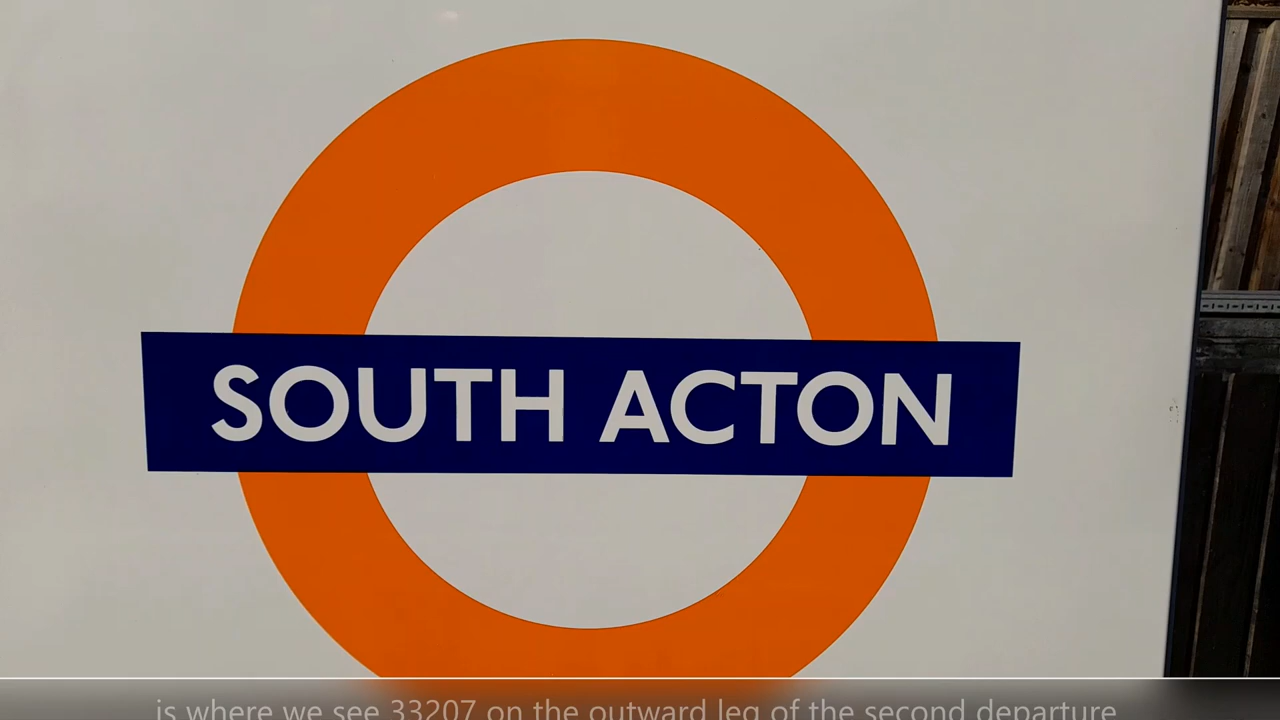 SOUTH ACTON
is where we see 33207 on the outward leg of the second departure